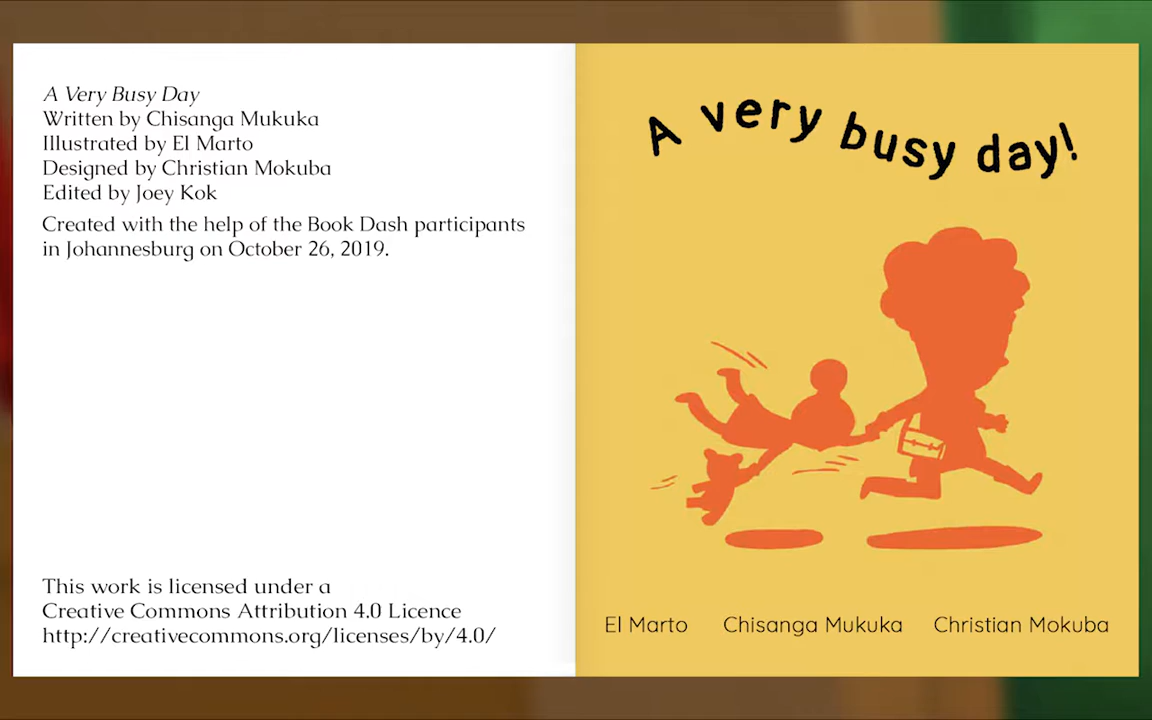 A Very Busy Day
Written by Chisanga Mukuka
Illustrated by El Marto
Designed by Christian Mokuba
Edited by Joey Kok
Created with the help of the Book Dash participants
in Johannesburg on October 26, 2019.
This work is licensed under a
Creative Commons Attribution 4.0 Licence
http://creativecommons.org/licenses/by/4.0/
A very busy day!
El Marto Chisanga Mukuka Christian Mokuba